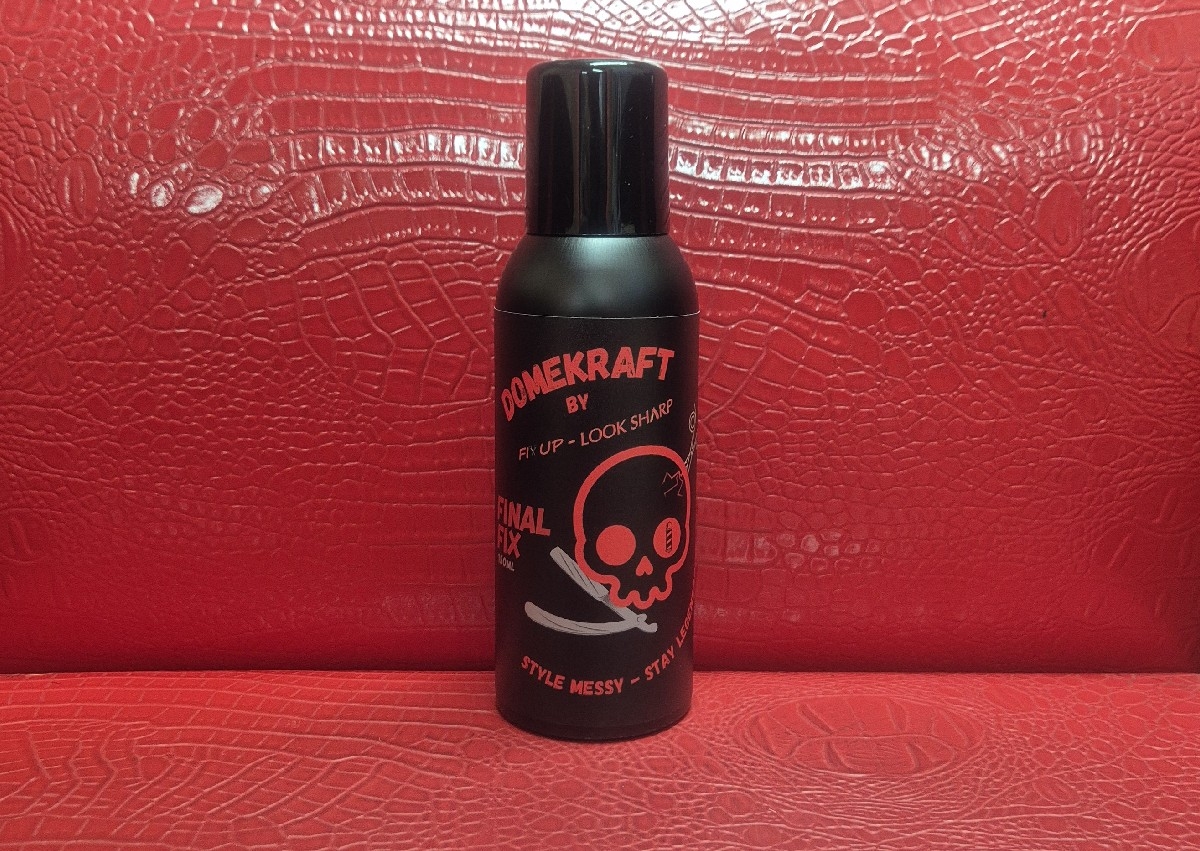 DOMEKRAFT
BY
FIX UP - LOOK SHARP
FINAL
FIX
STYLE MESSY - STAY